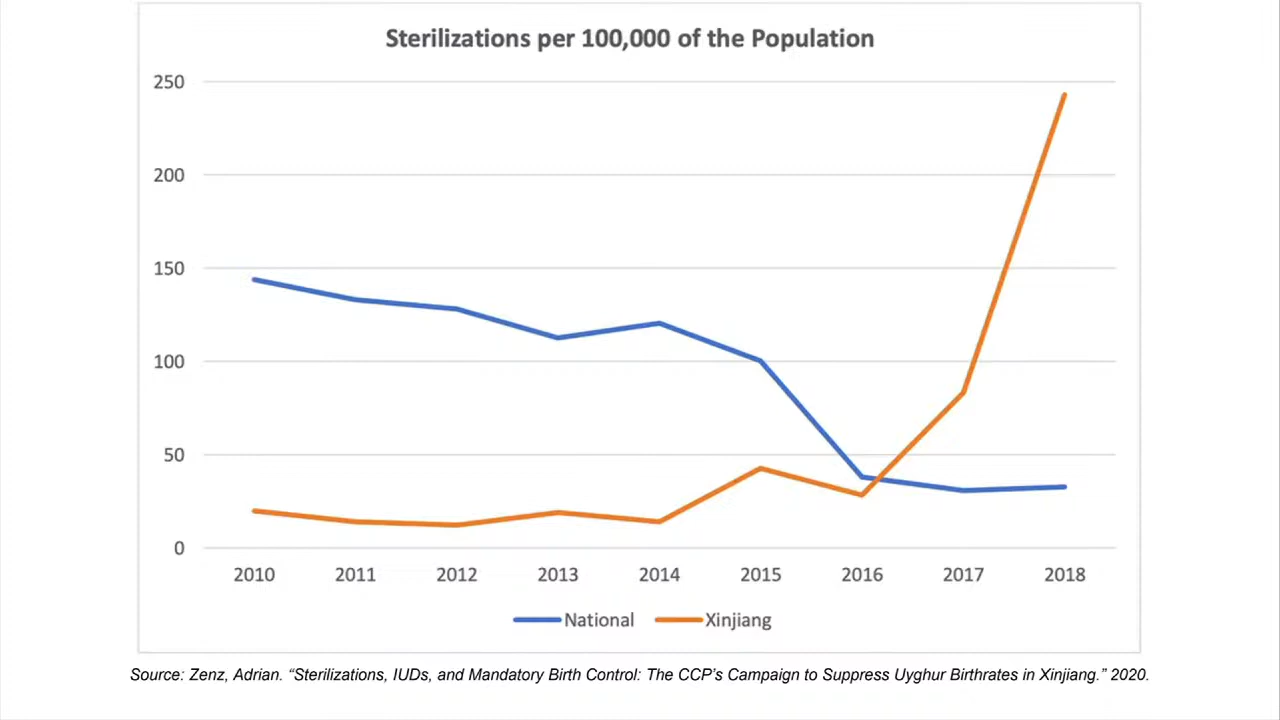 Sterilizations per 100,000 of the Population
250
200
150
100
50
0
2010 2011 2012 2013 2014 2015 2016 2017 2018
National Xinjiang
Source: Zenz, Adrian. “Sterilizations, IUDs, and Mandatory Birth Control: The CCP’s Campaign to Suppress Uyghur Birthrates in Xinjiang.” 2020.